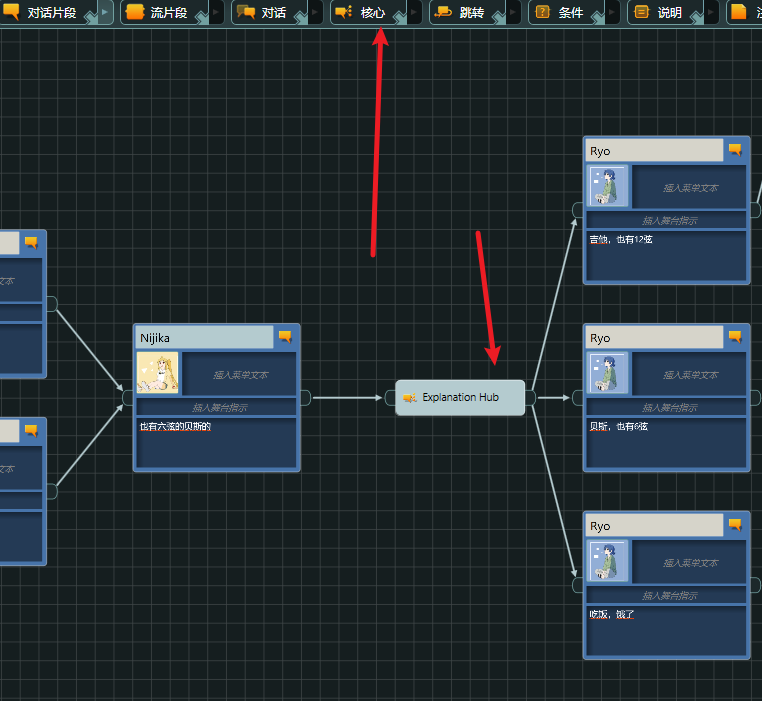 对话片段 流片段 对话 核心 跳转 条件 说明
Ryo
插入菜单文本
插入舞台指示
吉他，也有12弦
文本
Nijika
插入菜单文本
插入舞台指示
也有六弦的贝斯的
Explanation Hub
Ryo
插入菜单文本
插入舞台指示
贝斯，也有6弦
文本
Ryo
插入菜单文本
插入舞台指示
吃饭，饿了